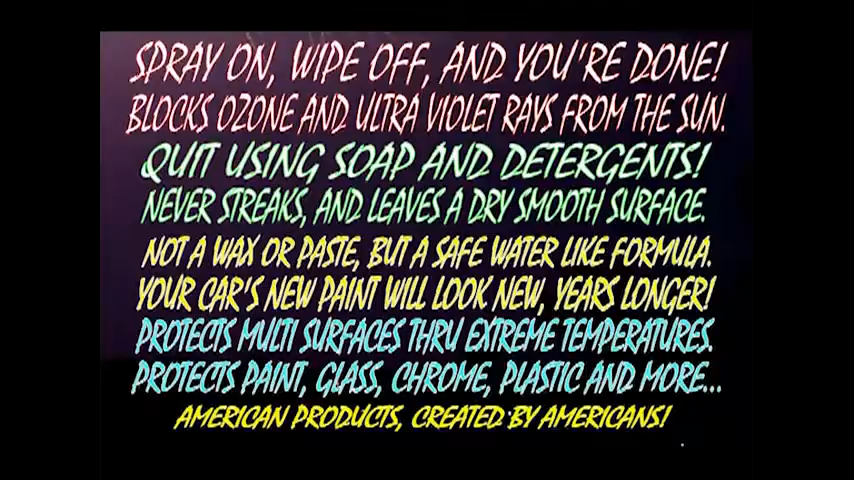 SPRAY ON, WIPE OFF, AND YOU'RE DONE!
BLOCKS OZONE AND ULTRA VIOLET RAYS FROM THE SUN.
QUIT USING SOAP AND DETERGENTS!
NEVER STREAKS, AND LEAVES A DRY SMOOTH SURFACE.
NOT A WAX OR PASTE, BUT A SAFE WATER LIKE FORMULA.
YOUR CAR'S NEW PAINT WILL LOOK NEW, YEARS LONGER!
PROTECTS MULTI SURFACES THRU EXTREME TEMPERATURES.
PROTECTS PAINT, GLASS, CHROME, PLASTIC AND MORE...
AMERICAN PRODUCTS, CREATED BY AMERICANS!